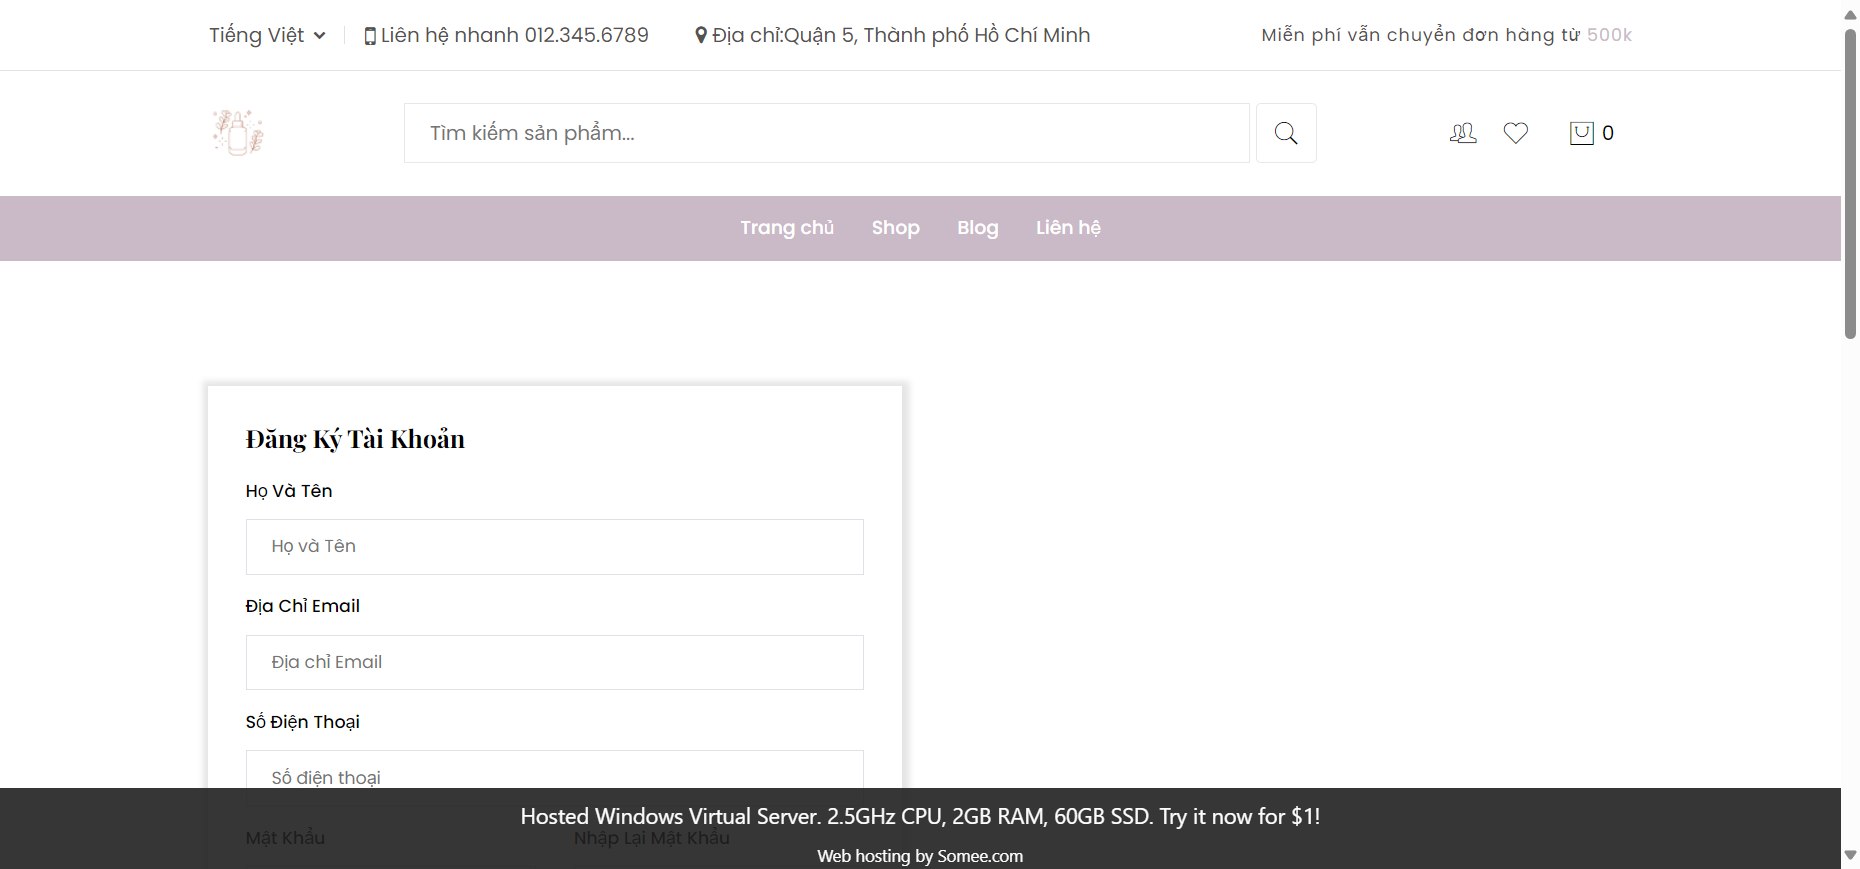 Tiếng Việt
Liên hệ nhanh 012.345.6789
Địa chỉ:Quận 5, Thành phố Hồ Chí Minh
Miễn phí vẫn chuyển đơn hàng từ 500k
Tìm kiếm sản phẩm...
0
Trang chủ
Shop
Blog
Liên hệ
Đăng Ký Tài Khoản
Họ Và Tên
Họ và Tên
Địa Chỉ Email
Địa chỉ Email
Số Điện Thoại
Số điện thoại
Mật Khẩu
Nhập Lại Mật Khẩu
Hosted Windows Virtual Server. 2.5GHz CPU, 2GB RAM, 60GB SSD. Try it now for $1!
Web hosting by Somee.com